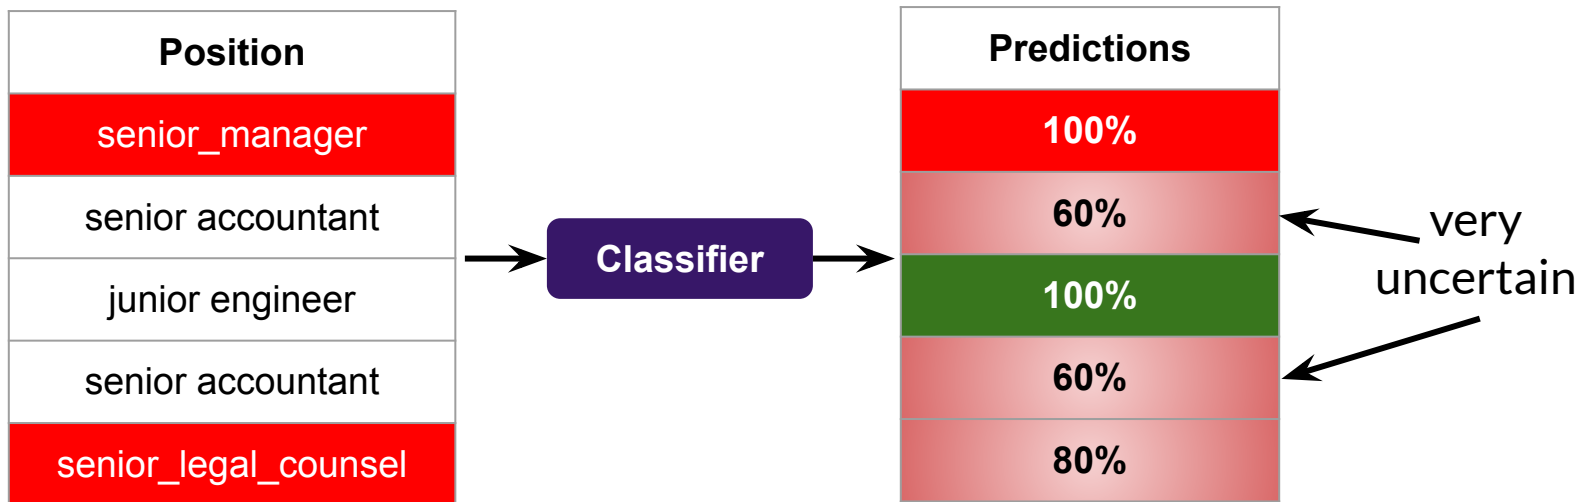 Position
senior_manager
senior accountant
junior engineer
senior accountant
senior_legal_counsel
Classifier
Predictions
100%
60%
100%
60%
80%
very
uncertain